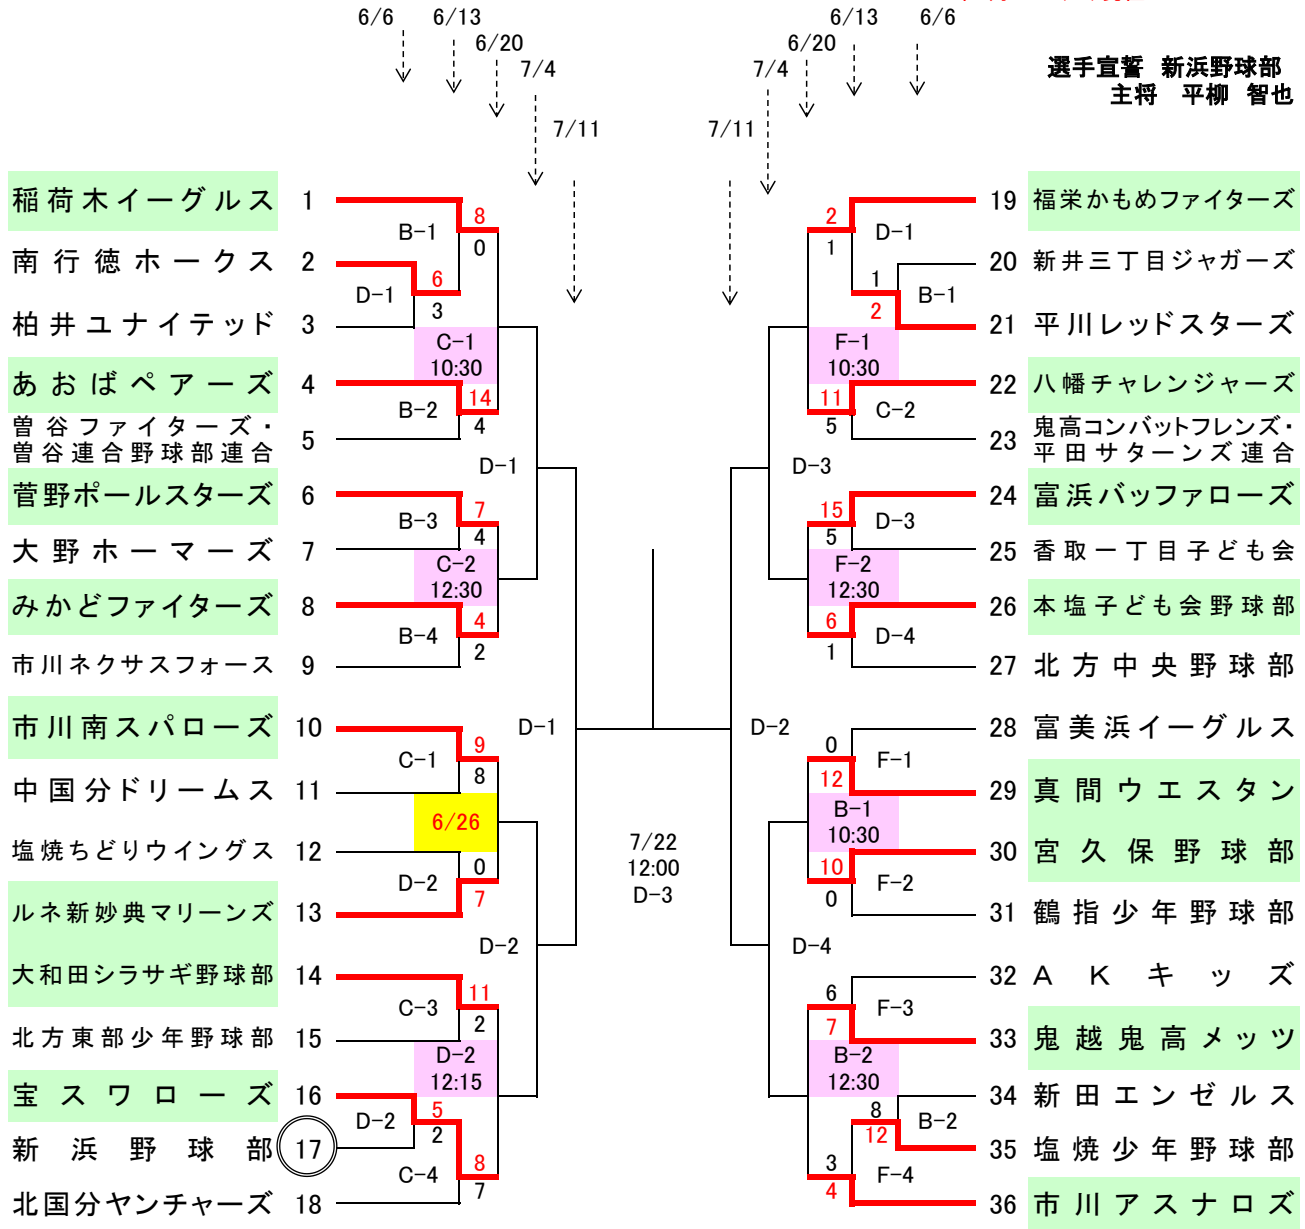 6/6 6/13 6/20 7/4 7/11
6/13 6/6 6/20 7/4 7/11
選手宣誓 新浜野球部
主将 平柳 智也
稲荷木イーグルス 1
南行徳ホークス 2
柏井ユナイテッド 3
あおばペアーズ 4
曽谷ファイターズ・
曽谷連合野球部連合 5
菅野ポールスターズ 6
大野ホーマーズ 7
みかどファイターズ 8
市川ネクサスフォース 9
市川南スパローズ 10
中国分ドリームス 11
塩焼ちどりウイングス 12
ルネ新妙典マリーンズ 13
大和田シラサギ野球部 14
北方東部少年野球部 15
宝スワローズ 16
新浜野球部 17
北国分ヤンチャーズ 18
B-1 8 0
D-1 6 3
C-1
10:30
B-2 14 4
D-1
B-3 7 4
C-2
12:30
B-4 4 2
D-1
C-1 9 8
6/26
D-2 0 7
D-2
C-3 11 2
D-2
12:15
D-2 5 2
C-4 8 7
7/22
12:00
D-3
2 1 D-1
1 2 B-1
F-1
10:30
11 5 C-2
D-3
15 5 D-3
F-2
12:30
6 1 D-4
D-2
0 12 F-1
B-1
10:30
10 0 F-2
D-4
6 7 F-3
B-2
12:30
8 12 B-2
3 4 F-4
19 福栄かもめファイターズ
20 新井三丁目ジャガーズ
21 平川レッドスターズ
22 八幡チャレンジャーズ
23 鬼高コンバットフレンズ・
平田サターンズ連合
24 富浜バッファローズ
25 香取一丁目子ども会
26 本塩子ども会野球部
27 北方中央野球部
28 富美浜イーグルス
29 真間ウエスタン
30 宮久保野球部
31 鶴指少年野球部
32 AKキッズ
33 鬼越鬼高メッツ
34 新田エンゼルス
35 塩焼少年野球部
36 市川アスナロズ